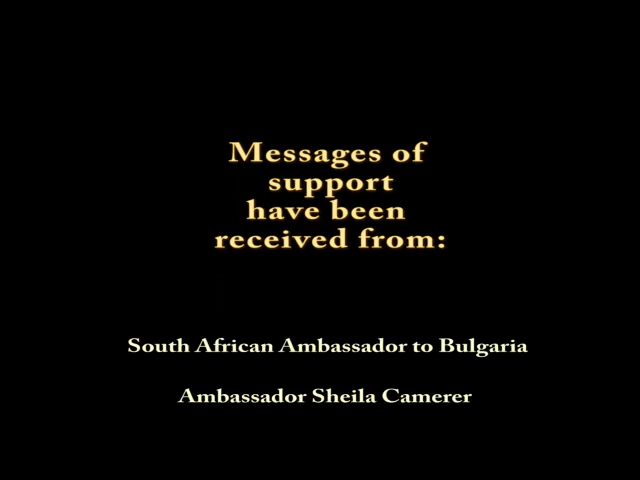 Messages of
support
have been
received from:
South African Ambassador to Bulgaria
Ambassador Sheila Camerer